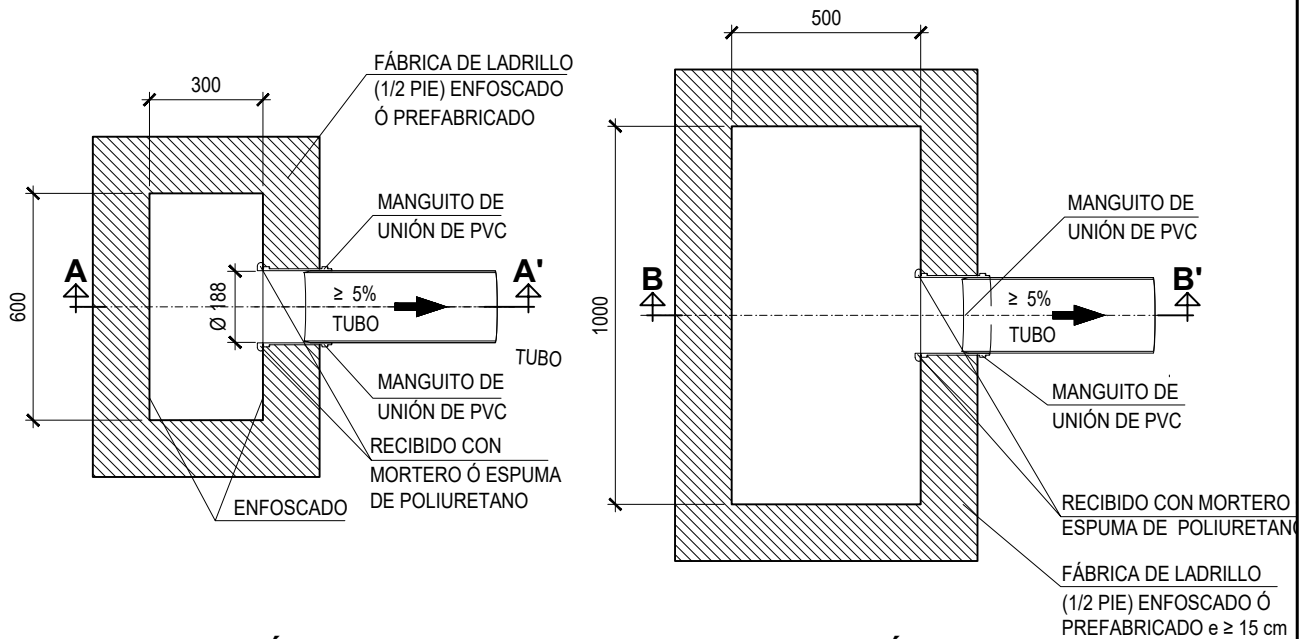 300
FÁBRICA DE LADRILLO
(1/2 PIE) ENFOSCADO
Ó PREFABRICADO
MANGUITO DE
UNIÓN DE PVC
A
A'
600
Ø 188
≥ 5%
TUBO
TUBO
MANGUITO DE
UNIÓN DE PVC
RECIBIDO CON
MORTERO Ó ESPUMA
DE POLIURETANO
ENFOSCADO
500
MANGUITO DE
UNIÓN DE PVC
B
B'
1000
≥ 5%
TUBO
MANGUITO DE
UNIÓN DE PVC
RECIBIDO CON MORTERO
ESPUMA DE POLIURETANO
FÁBRICA DE LADRILLO
(1/2 PIE) ENFOSCADO Ó
PREFABRICADO e ≥ 15 cm